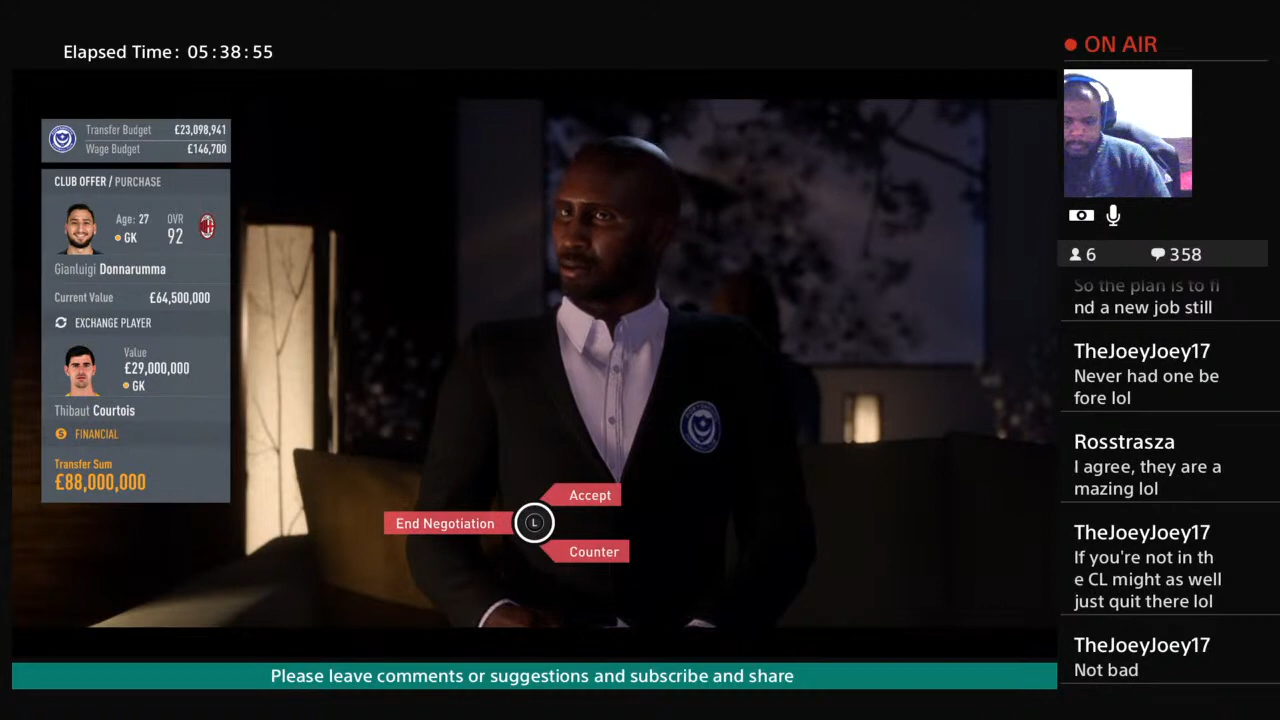 Elapsed Time: 05:38:55
ON AIR
Transfer Budget £23,098,941
Wage Budget £146,700
CLUB OFFER / PURCHASE
Age: 27 OVR
GK 92
Gianluigi Donnarumma
Current Value £64,500,000
EXCHANGE PLAYER
Value
£29,000,000
GK
Thibaut Courtois
FINANCIAL
Transfer Sum
£88,000,000
Accept
End Negotiation
L
Counter
6 358
So the plan is to fi
nd a new job still
TheJoeyJoey17
Never had one be
fore lol
Rosstrasza
I agree, they are a
mazing lol
TheJoeyJoey17
If you're not in th
e CL might as well
just quit there lol
TheJoeyJoey17
Not bad
Please leave comments or suggestions and subscribe and share